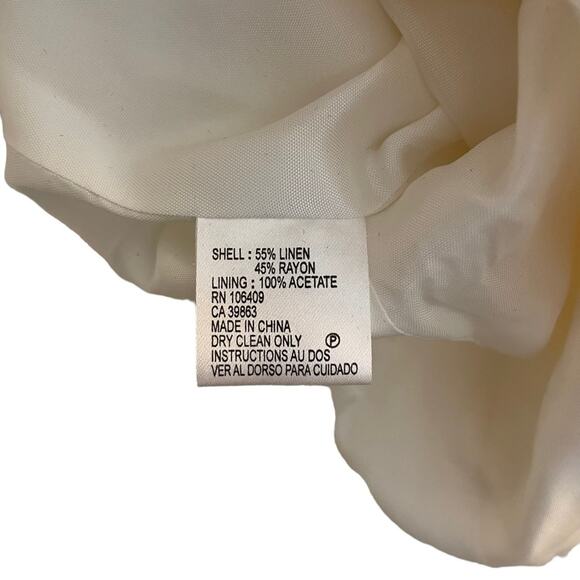 SHELL : 55% LINEN
45% RAYON
LINING : 100% ACETATE
RN 106409
CA 39863
MADE IN CHINA
DRY CLEAN ONLY Ⓟ
INSTRUCTIONS AU DOS
VER AL DORSO PARA CUIDADO